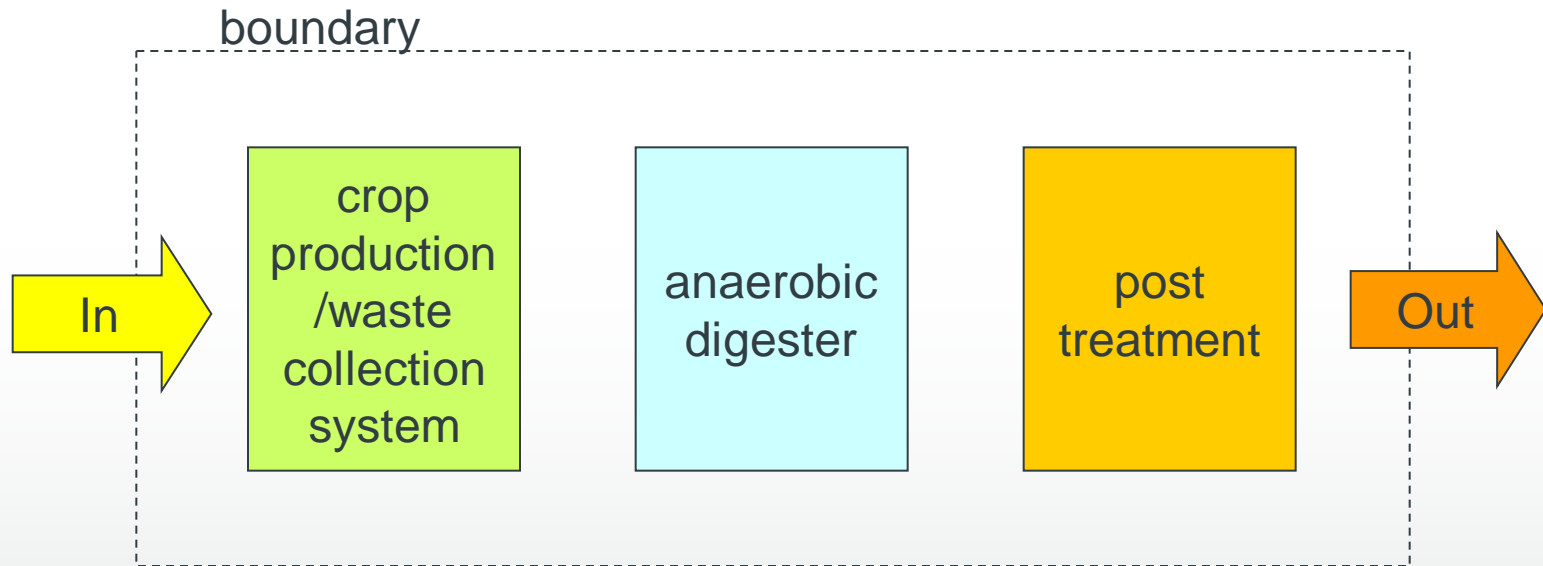 boundary
In
crop
production
/waste
collection
system
anaerobic
digester
post
treatment
Out